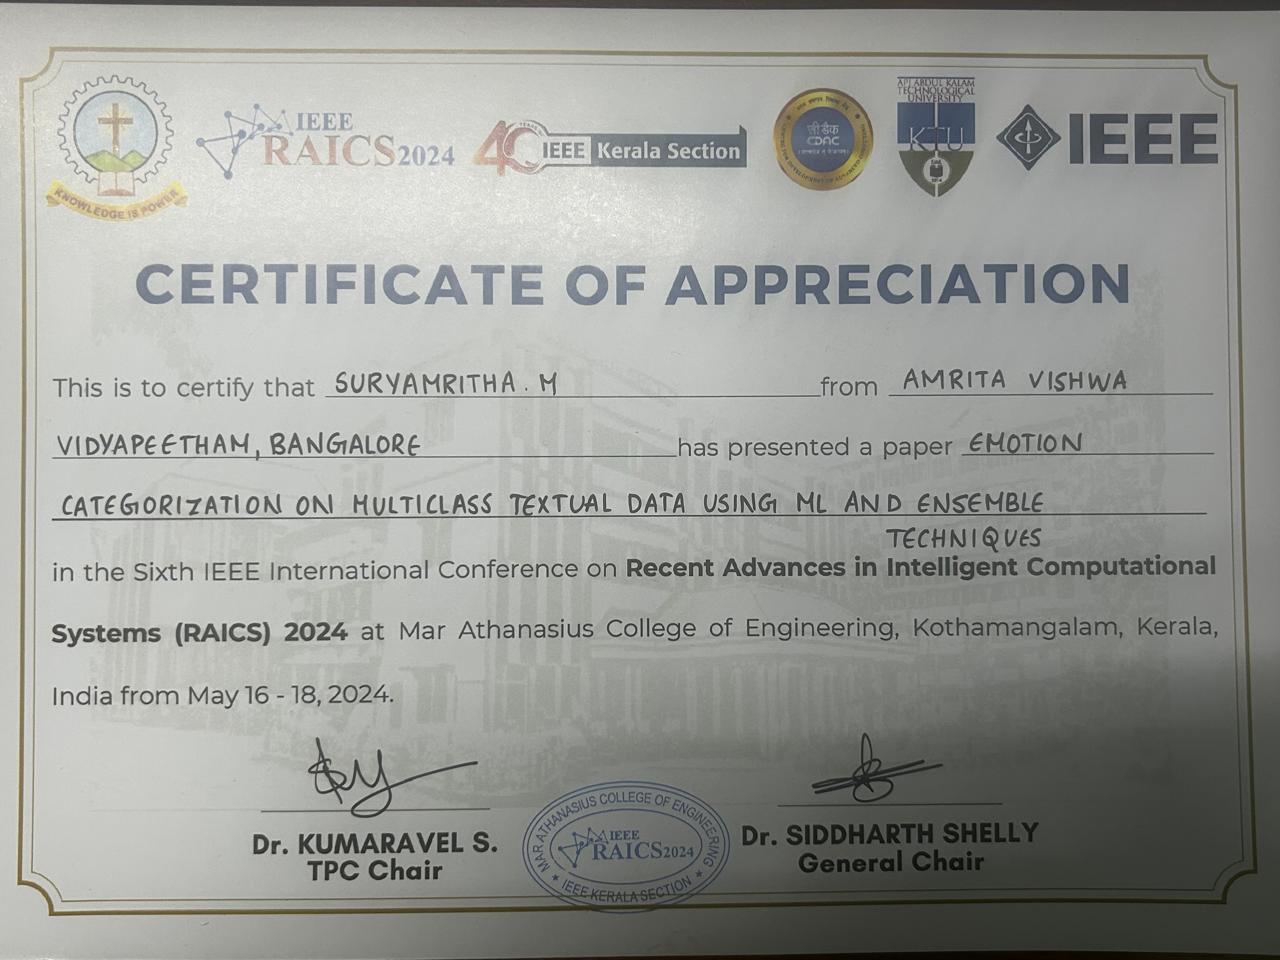 KNOWLEDGE IS POWER
IEEE
RAICS 2024
40 YEARS IEEE Kerala Section
सी डैक
CDAC
APJ ABDUL KALAM
TECHNOLOGICAL
UNIVERSITY
KTU
IEEE
CERTIFICATE OF APPRECIATION
This is to certify that SURYAMRITHA. M from AMRITA VISHWA
VIDYAPEETHAM, BANGALORE has presented a paper EMOTION
CATEGORIZATION ON MULTICLASS TEXTUAL DATA USING ML AND ENSEMBLE
TECHNIQUES
in the Sixth IEEE International Conference on Recent Advances in Intelligent Computational
Systems (RAICS) 2024 at Mar Athanasius College of Engineering, Kothamangalam, Kerala,
India from May 16 - 18, 2024.
Dr. KUMARAVEL S.
TPC Chair
MAR ATHANASIUS COLLEGE OF ENGINEERING
IEEE
RAICS 2024
IEEE KERALA SECTION
Dr. SIDDHARTH SHELLY
General Chair